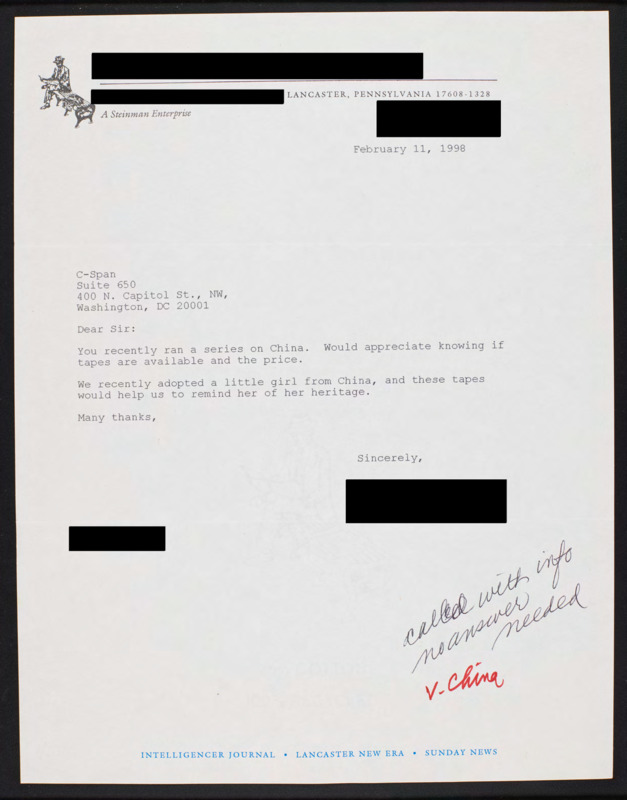 LANCASTER, PENNSYLVANIA 17608-1328
A Steinman Enterprise
February 11, 1998
C-Span
Suite 650
400 N. Capitol St., NW,
Washington, DC 20001
Dear Sir:
You recently ran a series on China. Would appreciate knowing if
tapes are available and the price.
We recently adopted a little girl from China, and these tapes
would help us to remind her of her heritage.
Many thanks,
Sincerely,
called with info
no answer
needed
V. China
INTELLIGENCER JOURNAL • LANCASTER NEW ERA • SUNDAY NEWS